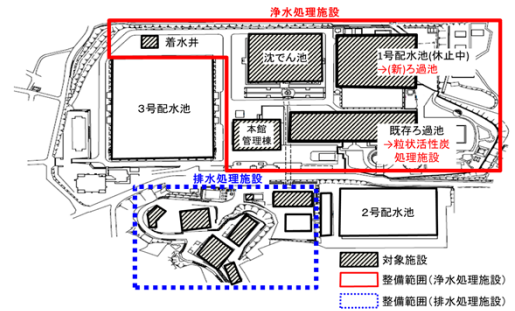 浄水処理施設
着水井
沈でん池
1号配水池(休止中)
→(新)ろ過池
3号配水池
本館
管理棟
既存ろ過池
→粒状活性炭
処理施設
排水処理施設
2号配水池
対象施設
整備範囲(浄水処理施設)
整備範囲(排水処理施設)